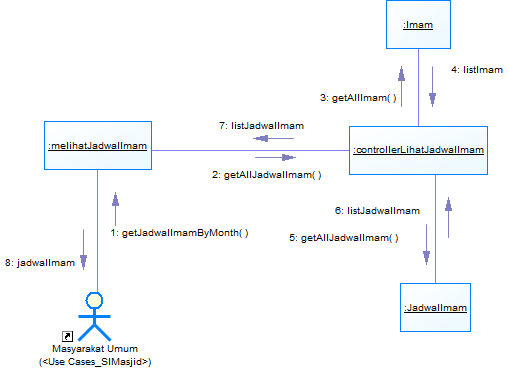 :Imam
4: listImam
3: getAllImam( )
7: listJadwalImam
:melihatJadwalImam
:controllerLihatJadwalImam
2: getAllJadwalImam( )
6: listJadwalImam
1: getJadwalImamByMonth( )
5: getAllJadwalImam( )
8: jadwalImam
:JadwalImam
Masyarakat Umum
(<Use Cases_SIMasjid>)